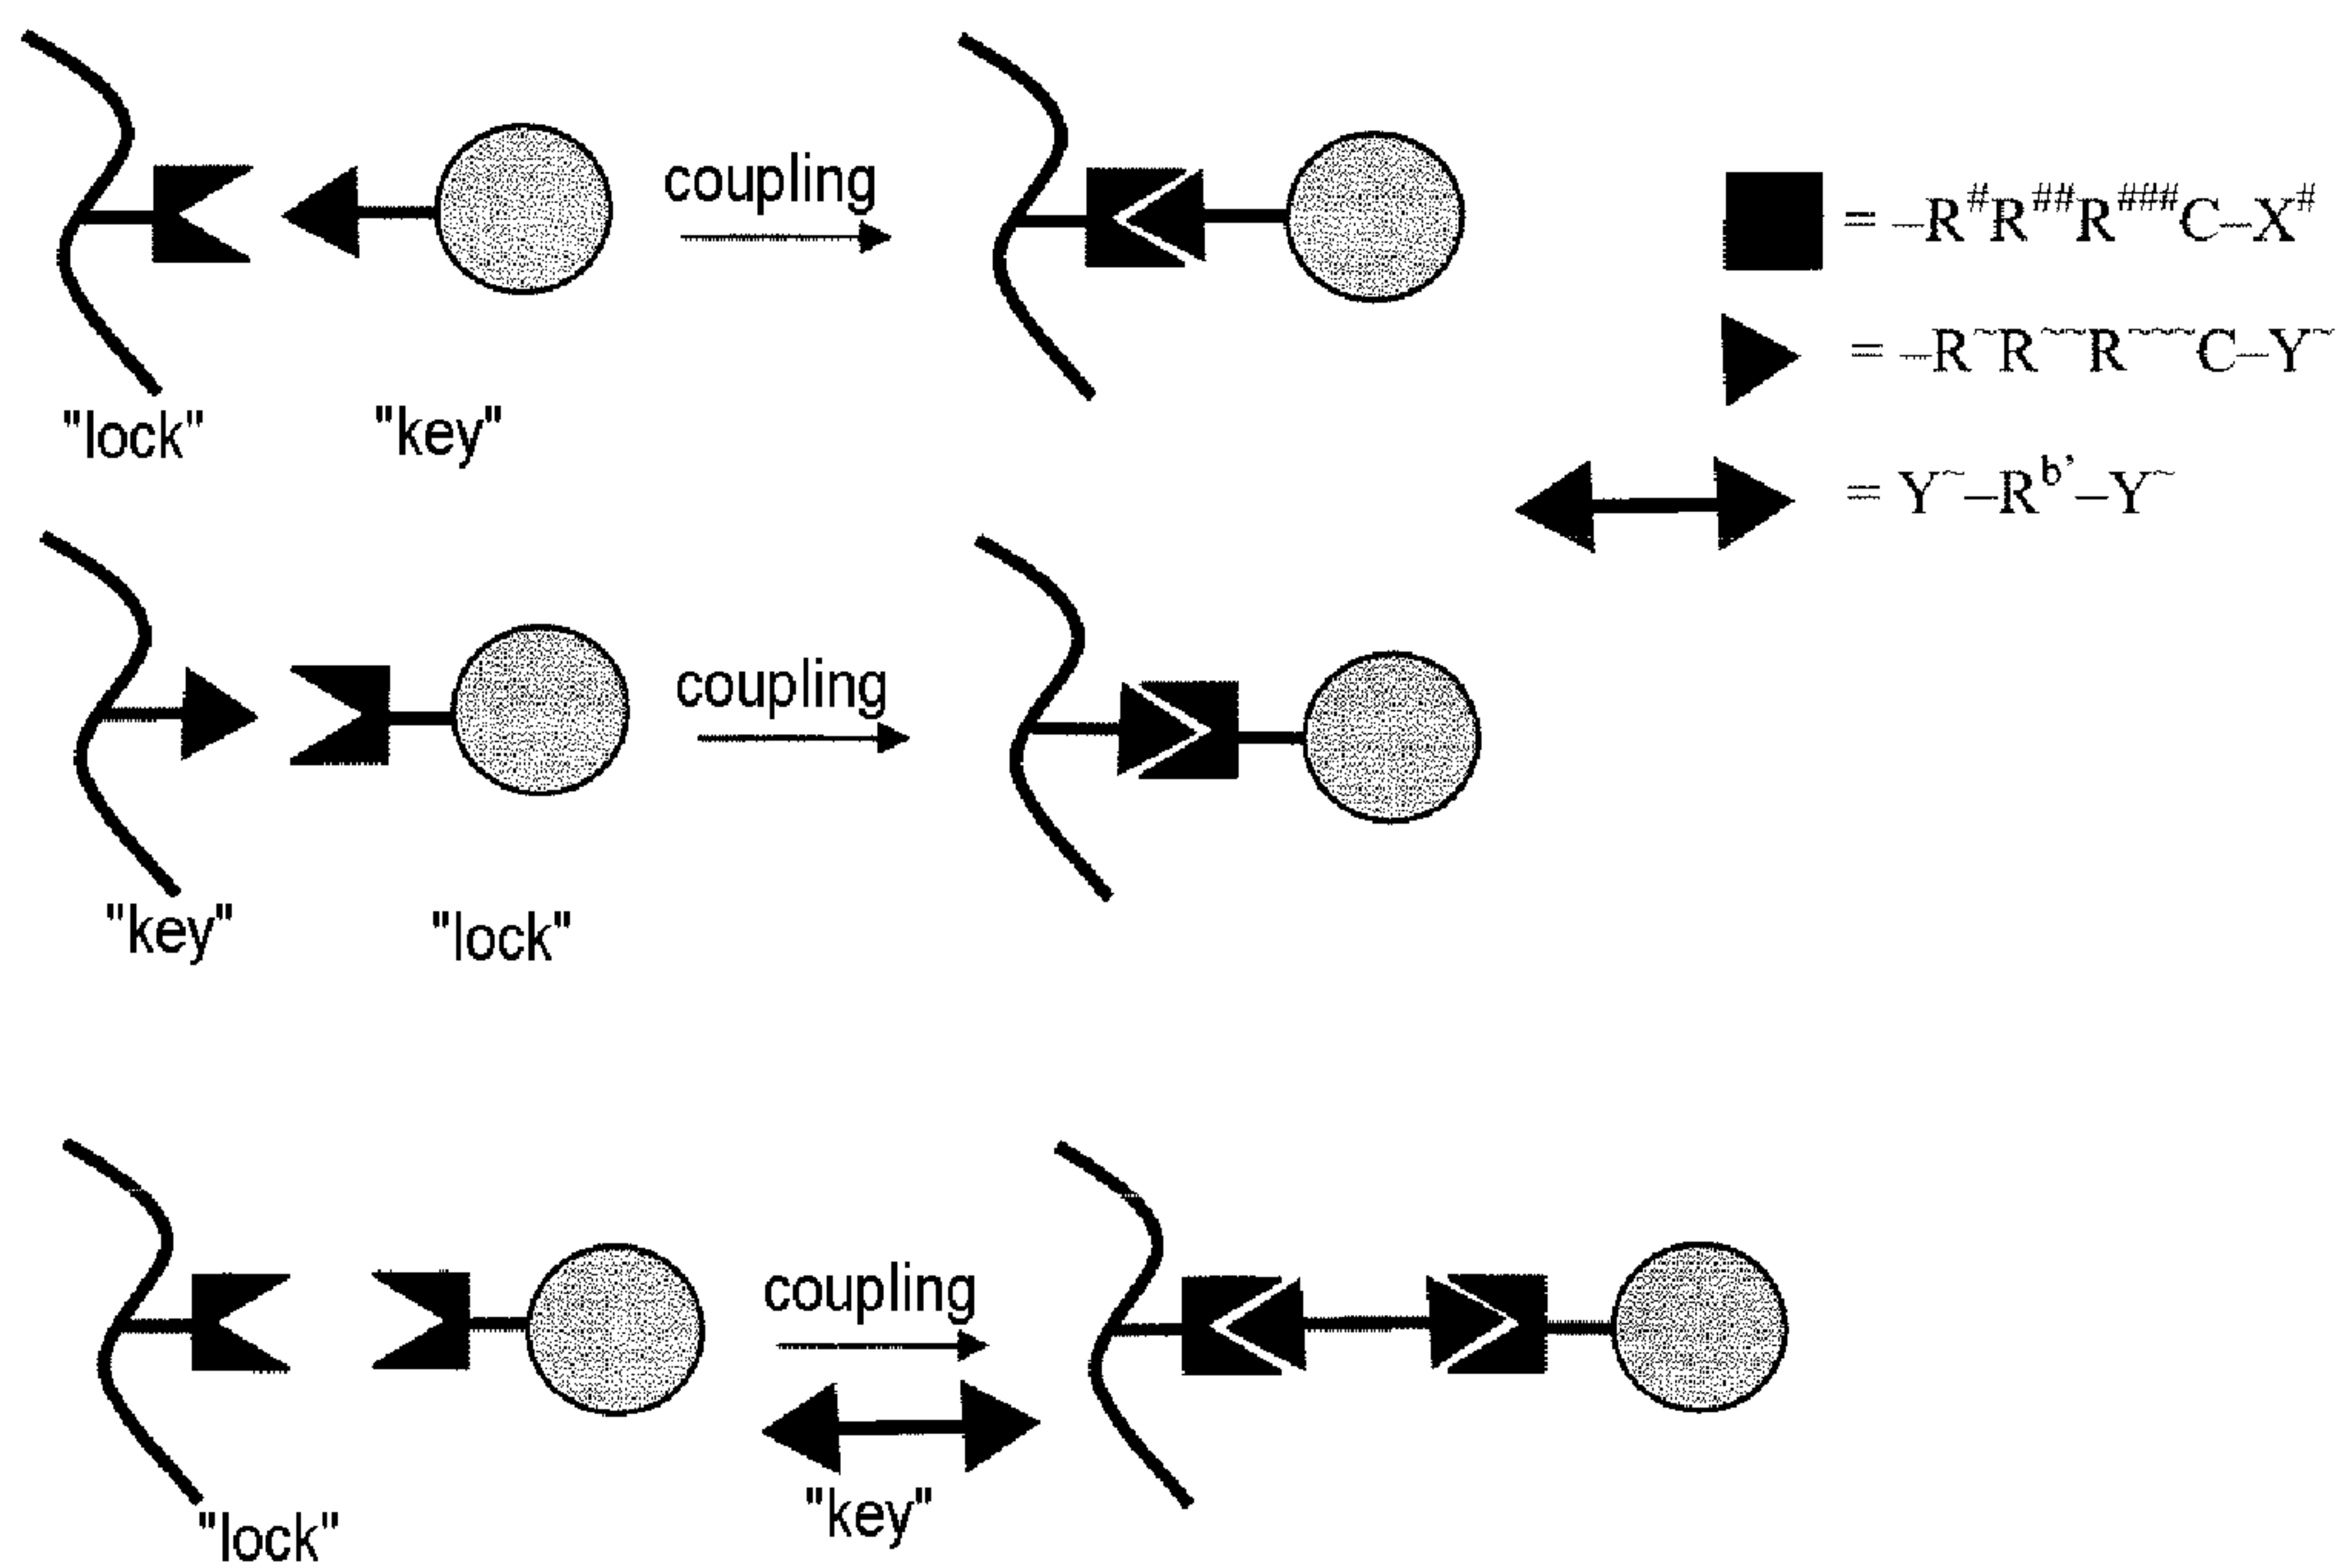 coupling
"lock" "key"
= –R#R##R###C–X#
= –R~R~~R~~~C–Y~
= Y~–Rb'–Y~
coupling
"key" "lock"
coupling
"key"
"lock"